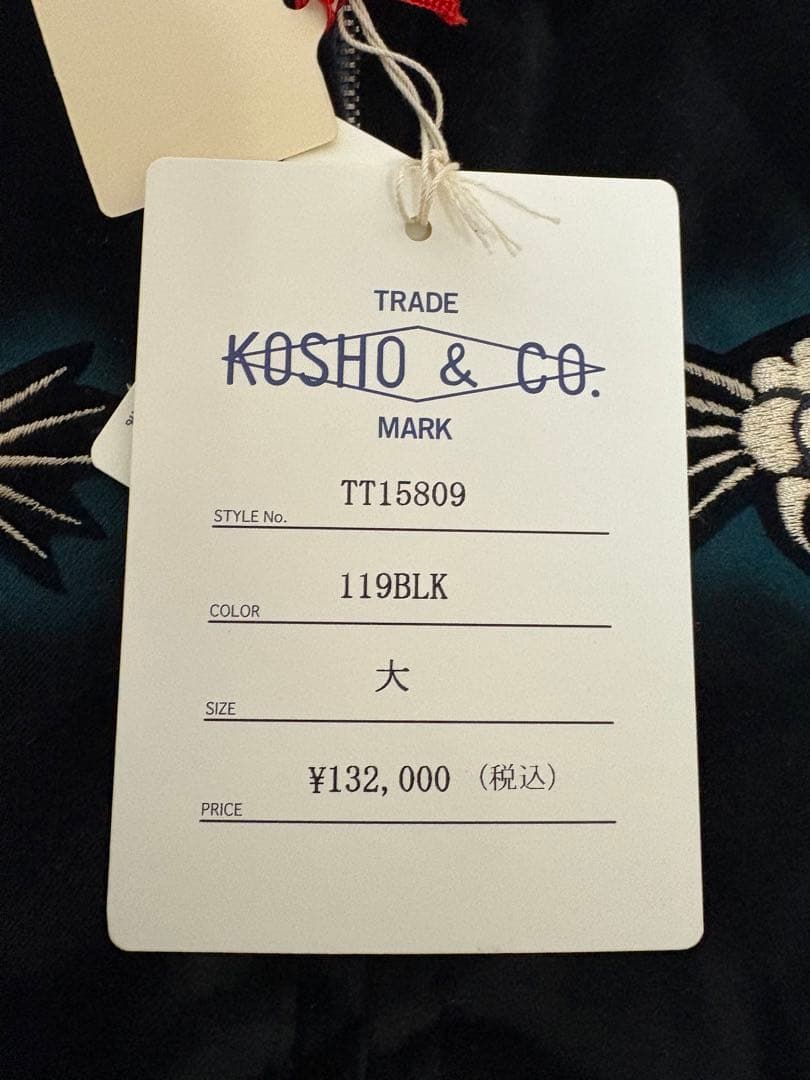 TRADE
KOSHO & CO.
MARK
TT15809
STYLE No.
119BLK
COLOR
大
SIZE
¥132,000 (税込)
PRICE